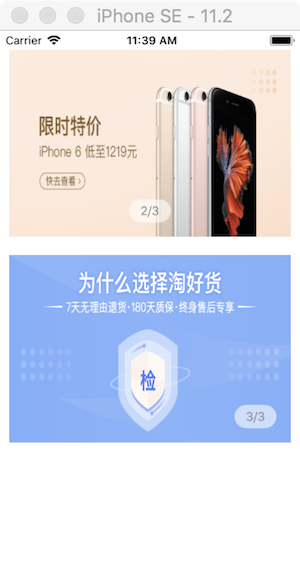 iPhone SE - 11.2
Carrier 11:39 AM
限时特价
iPhone 6 低至1219元
快去查看 >
2/3
为什么选择淘好货
7天无理由退货·180天质保·终身售后专享
检
3/3